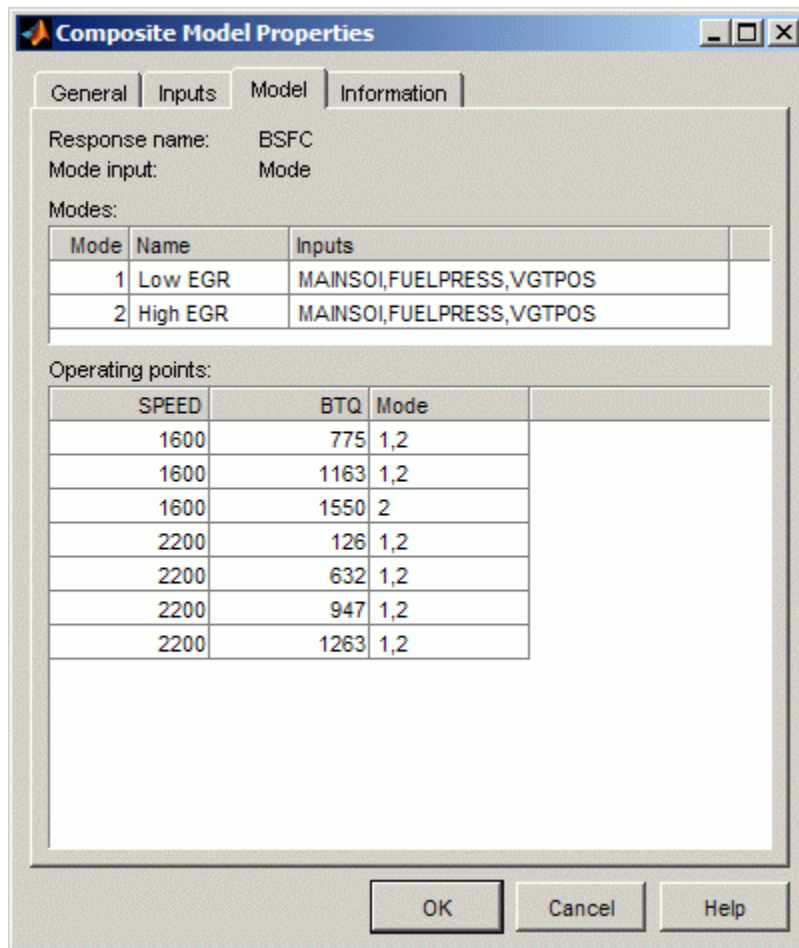 Composite Model Properties
General Inputs Model Information
Response name: BSFC
Mode input: Mode
Modes:
Mode Name Inputs
1 Low EGR MAINSOI,FUELPRESS,VGTPOS
2 High EGR MAINSOI,FUELPRESS,VGTPOS
Operating points:
SPEED BTQ Mode
1600 775 1,2
1600 1163 1,2
1600 1550 2
2200 126 1,2
2200 632 1,2
2200 947 1,2
2200 1263 1,2
OK Cancel Help